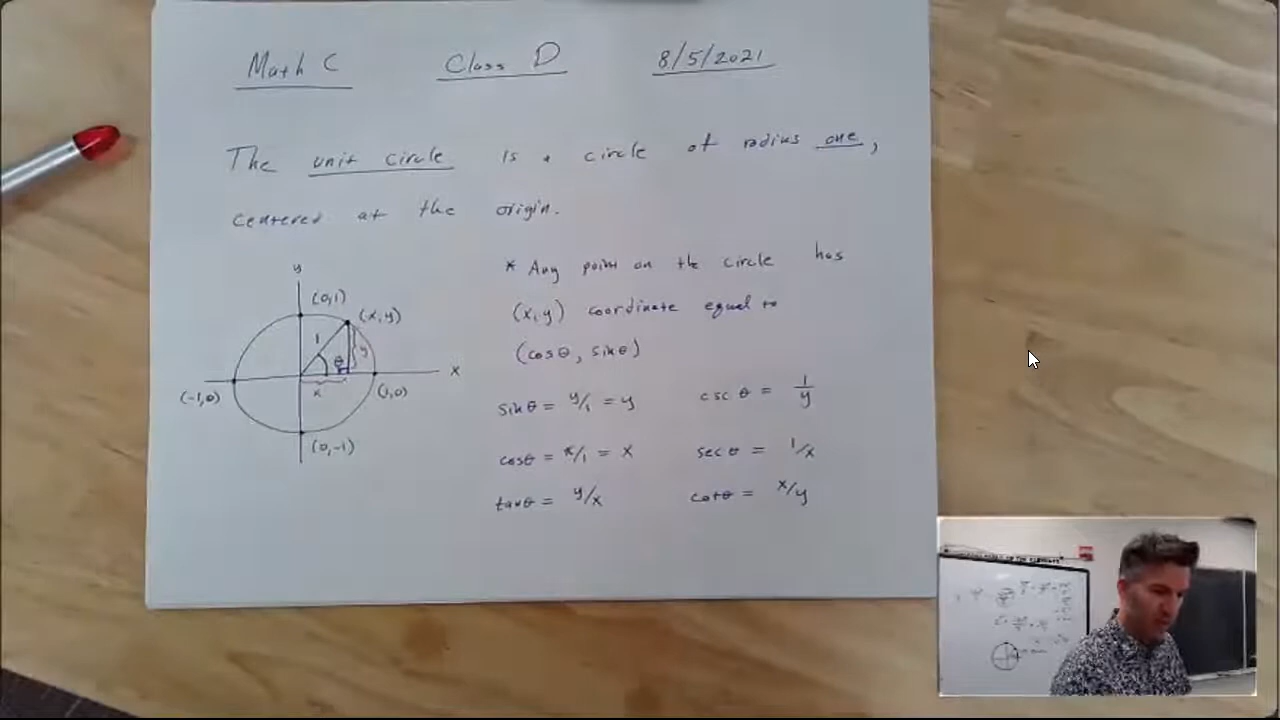 Math C Class D 8/5/2021
The unit circle is a circle of radius one,
centered at the origin.
* Any point on the circle has
(x,y) coordinate equal to
(cosθ, sinθ)
sinθ = y/1 = y csc θ = 1/y
cosθ = x/1 = x sec θ = 1/x
tanθ = y/x cotθ = x/y
y
(0,1)
(x,y)
1
θ
y
x
x
(-1,0)
(1,0)
(0,-1)